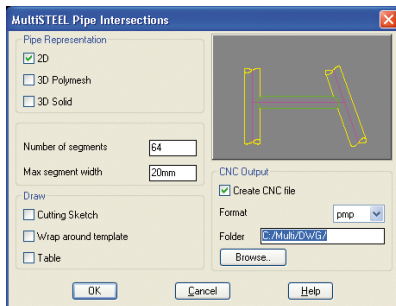 MultiSTEEL Pipe Intersections
Pipe Representation
2D
3D Polymesh
3D Solid
Number of segments 64
Max segment width 20mm
Draw
Cutting Sketch
Wrap around template
Table
CNC Output
Create CNC file
Format pmp
Folder C:/Multi/DWG/
Browse..
OK Cancel Help